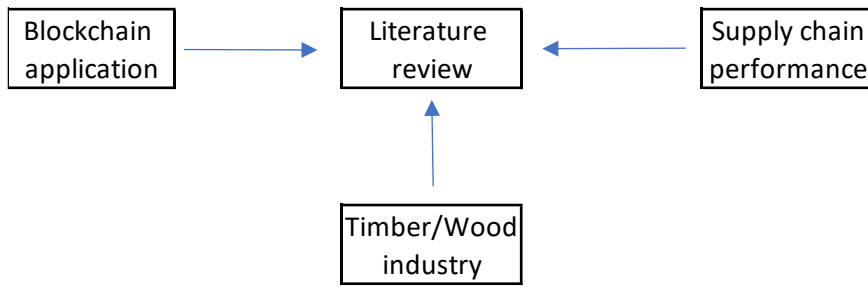 Blockchain
application
Literature
review
Supply chain
performance
Timber/Wood
industry